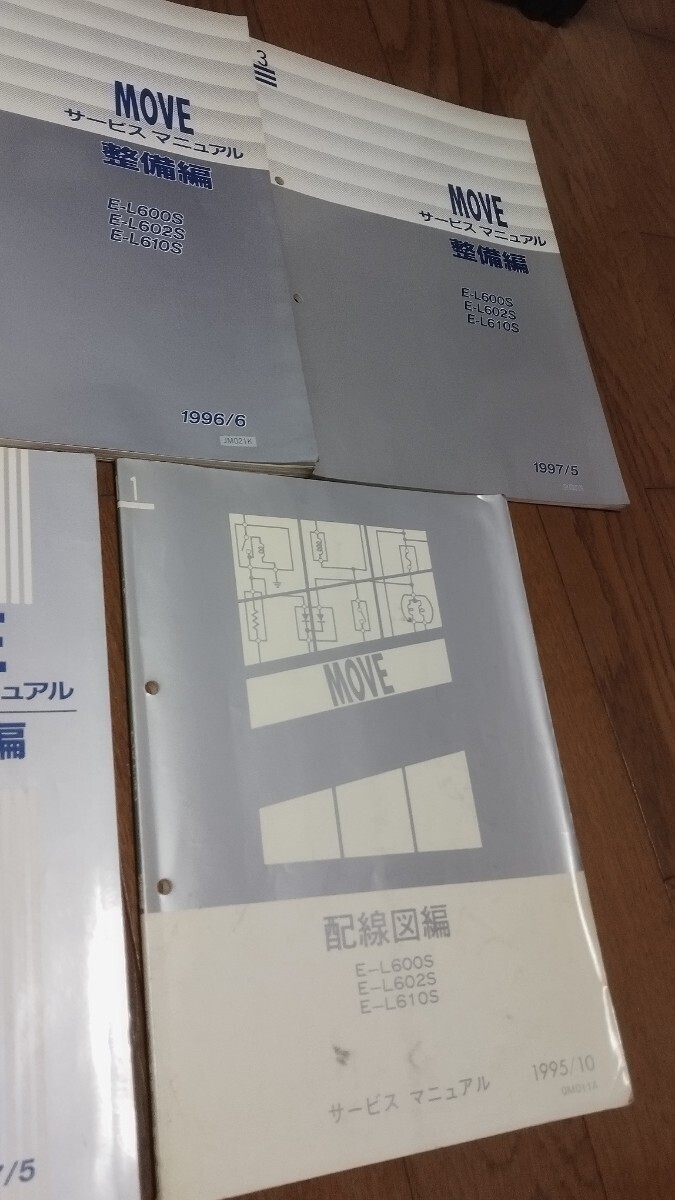 MOVE
サービス マニュアル
整備編
E-L600S
E-L602S
E-L610S
1996/6
3
MOVE
サービス マニュアル
整備編
E-L600S
E-L602S
E-L610S
1997/5
ュアル
編
/5
1
MOVE
配線図編
E-L600S
E-L602S
E-L610S
サービス マニュアル
1995/10